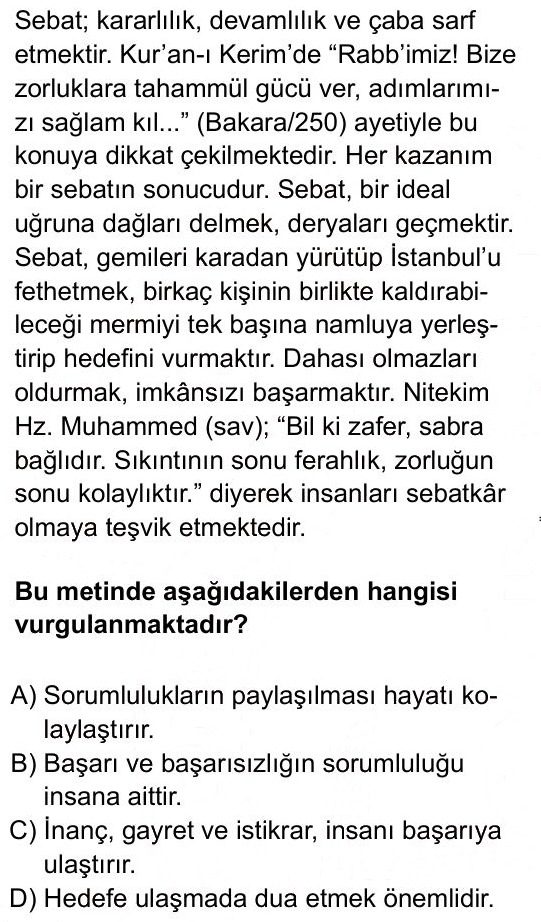 Sebat; kararlılık, devamlılık ve çaba sarf
etmektir. Kur’an-ı Kerim’de “Rabb’imiz! Bize
zorluklara tahammül gücü ver, adımlarımı-
zı sağlam kıl...” (Bakara/250) ayetiyle bu
konuya dikkat çekilmektedir. Her kazanım
bir sebatın sonucudur. Sebat, bir ideal
uğruna dağları delmek, deryaları geçmektir.
Sebat, gemileri karadan yürütüp İstanbul’u
fethetmek, birkaç kişinin birlikte kaldırabi-
leceği mermiyi tek başına namluya yerleş-
tirip hedefini vurmaktır. Dahası olmazları
oldurmak, imkânsızı başarmaktır. Nitekim
Hz. Muhammed (sav); “Bil ki zafer, sabra
bağlıdır. Sıkıntının sonu ferahlık, zorluğun
sonu kolaylıktır.” diyerek insanları sebatkâr
olmaya teşvik etmektedir.
Bu metinde aşağıdakilerden hangisi
vurgulanmaktadır?
A) Sorumlulukların paylaşılması hayatı ko-
laylaştırır.
B) Başarı ve başarısızlığın sorumluluğu
insana aittir.
C) İnanç, gayret ve istikrar, insanı başarıya
ulaştırır.
D) Hedefe ulaşmada dua etmek önemlidir.